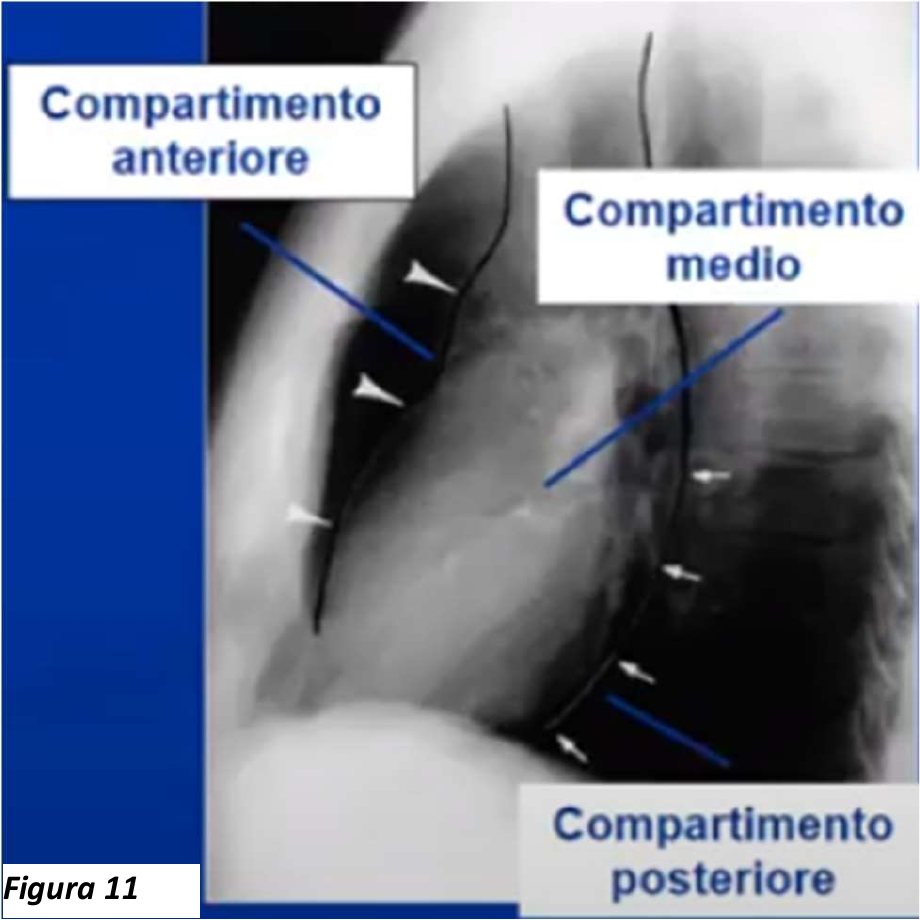 Compartimento
anteriore
Compartimento
medio
Compartimento
posteriore
Figura 11